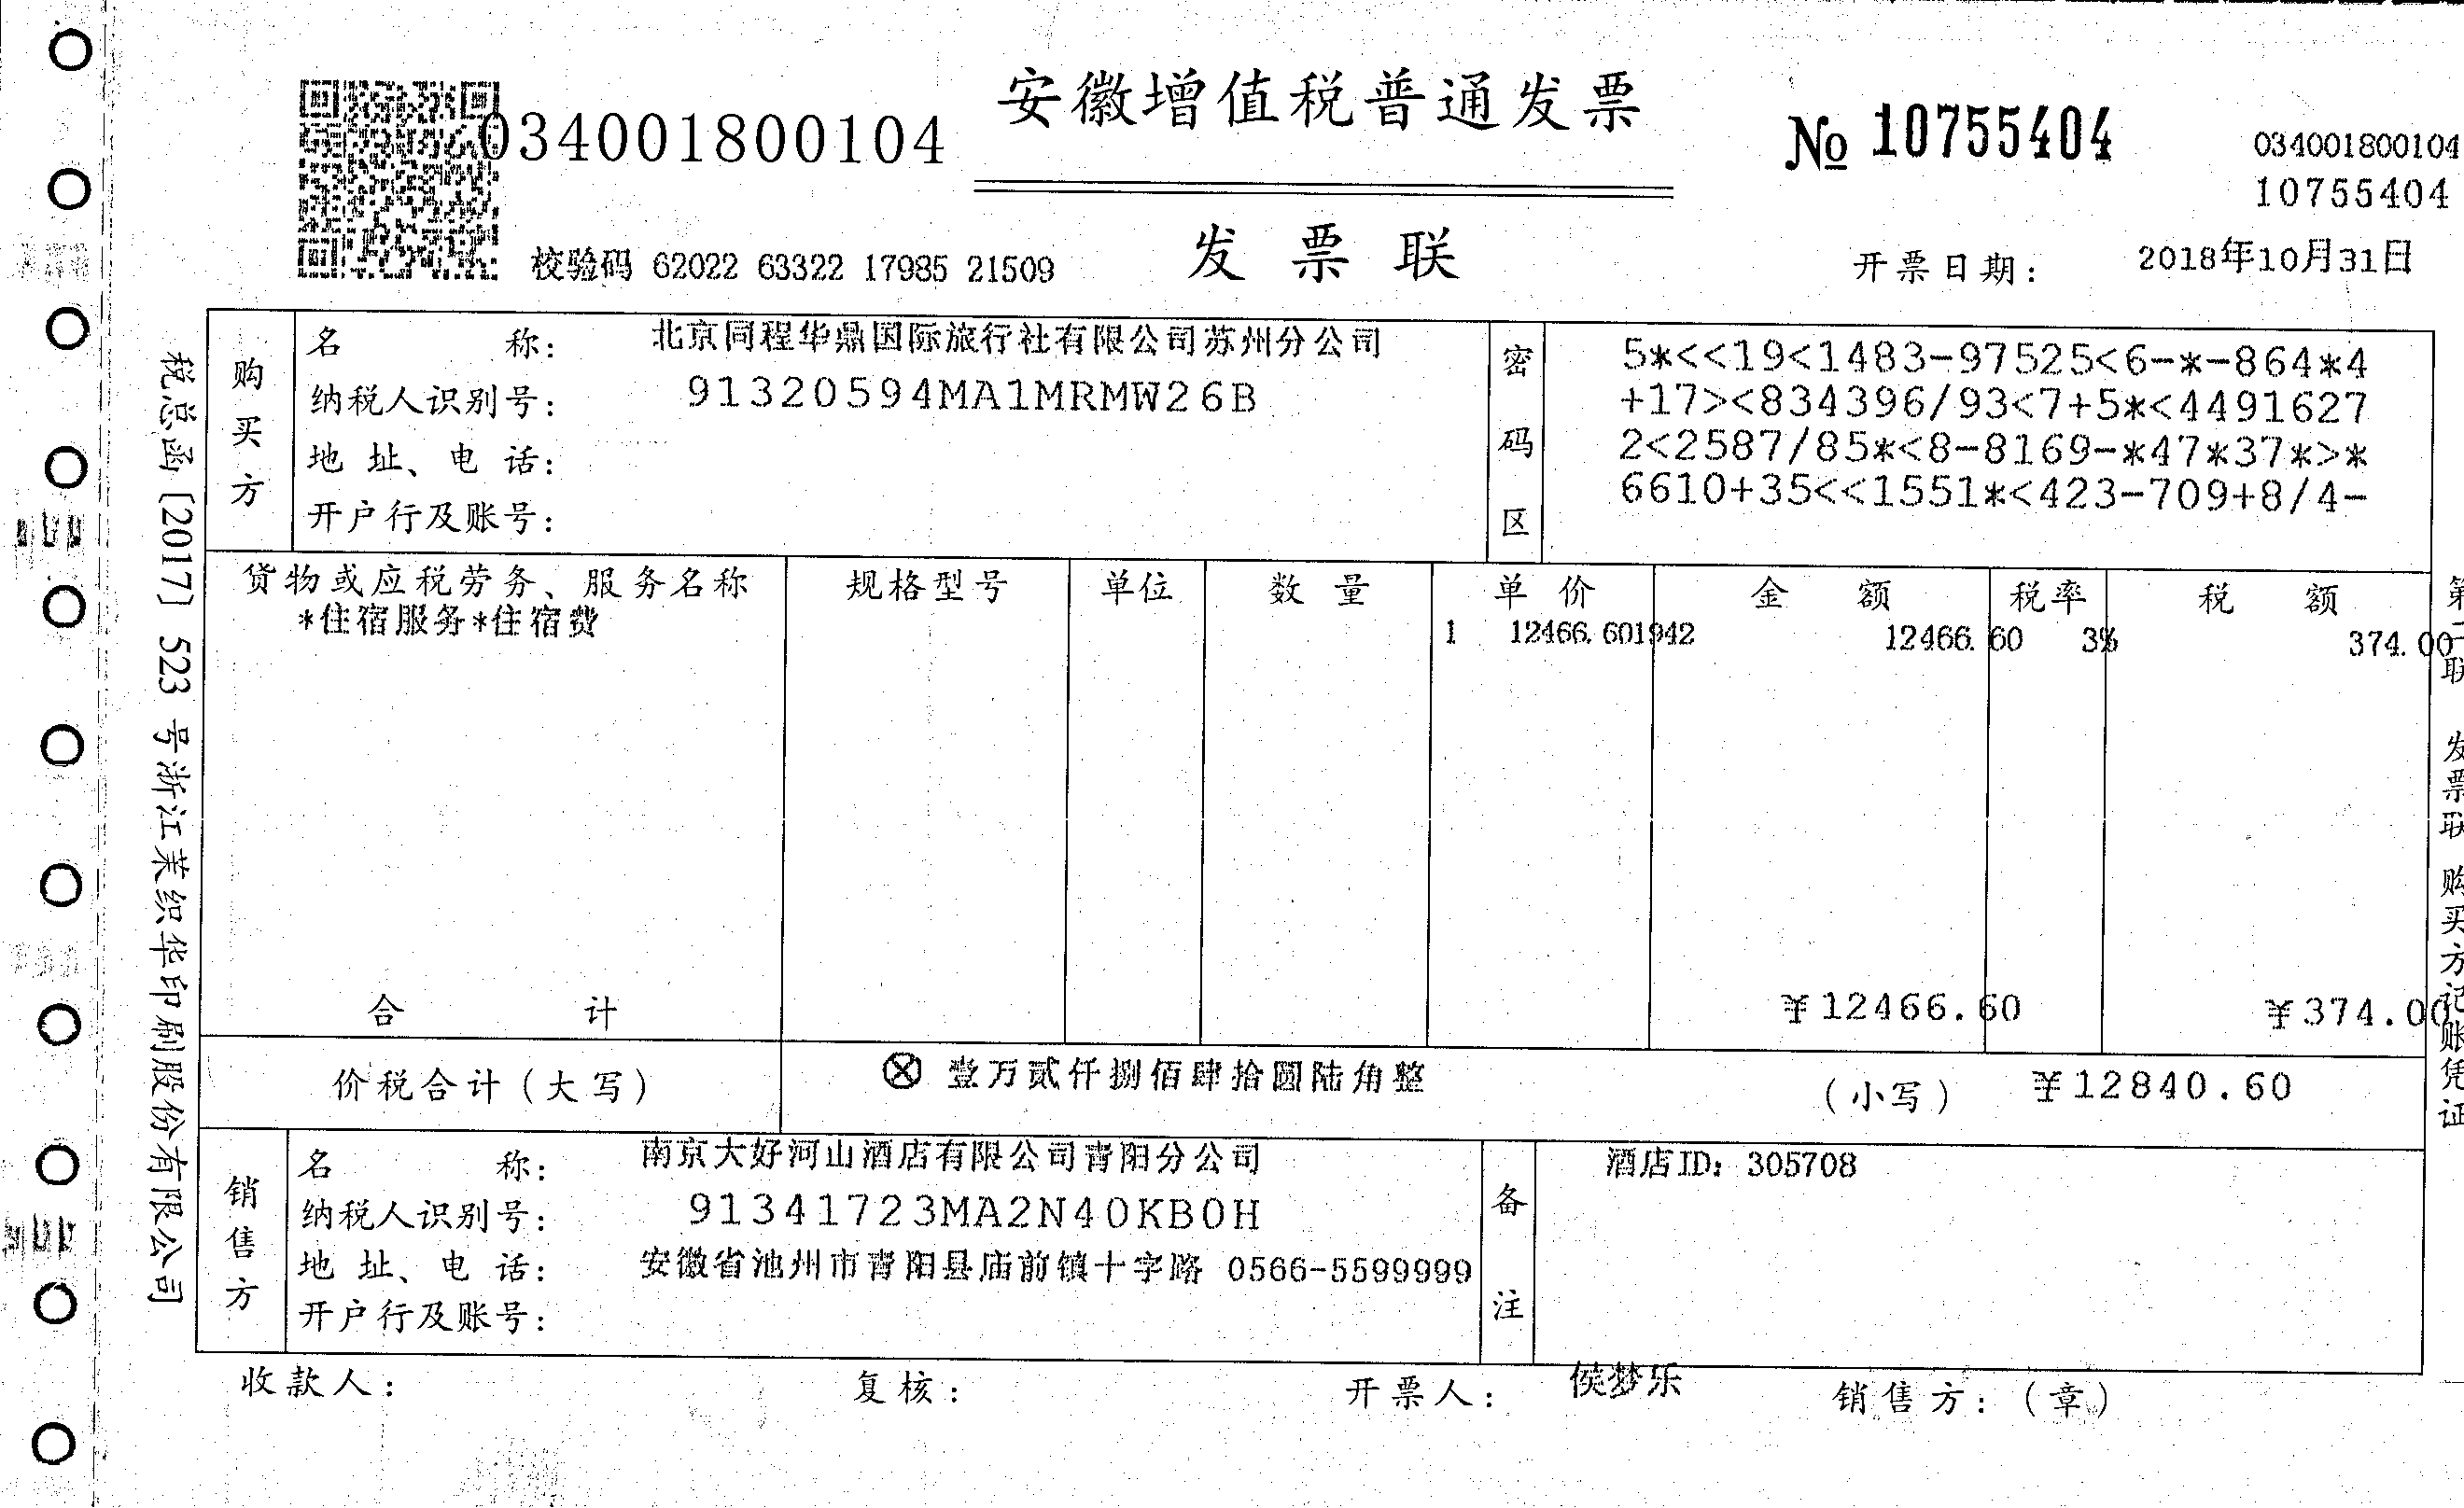 安徽增值税普通发票
034001800104
№ 10755404
034001800104
10755404
发票联
校验码 62022 63322 17985 21509
开票日期: 2018年10月31日
税总函〔2017〕523号浙江芙织华印刷股份有限公司
购买方
名称: 北京同程华鼎国际旅行社有限公司苏州分公司
纳税人识别号: 91320594MA1MRMW26B
地址、电话:
开户行及账号:
密码区
5*<<19<1483-97525<6-*-864*4
+17><834396/93<7+5*<4491627
2<2587/85*<8-8169-*47*37*>*
6610+35<<1551*<423-709+8/4-
货物或应税劳务、服务名称 规格型号 单位 数量 单价 金额 税率 税额
*住宿服务*住宿费 1 12466.601942 12466.60 3% 374.00
合计 ¥12466.60 ¥374.00
价税合计(大写) ⊗壹万贰仟捌佰肆拾圆陆角整 (小写) ¥12840.60
销售方
名称: 南京大好河山酒店有限公司青阳分公司
纳税人识别号: 91341723MA2N40KB0H
地址、电话: 安徽省池州市青阳县庙前镇十字路 0566-5599999
开户行及账号:
备注
酒店ID: 305708
收款人: 复核: 开票人: 侯梦乐 销售方:(章)
第二联 发票联 购买方记账凭证